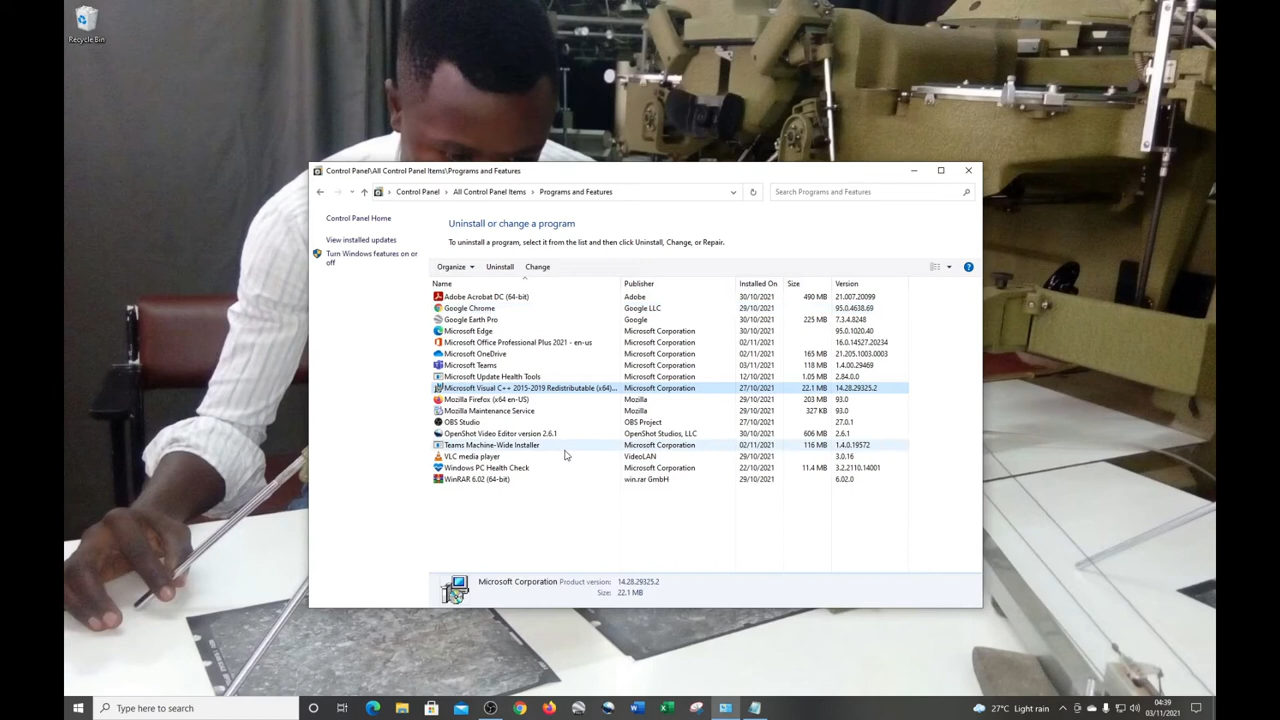 Recycle Bin
Control Panel\All Control Panel Items\Programs and Features
Control Panel > All Control Panel Items > Programs and Features
Search Programs and Features
Control Panel Home
View installed updates
Turn Windows features on or
off
Uninstall or change a program
To uninstall a program, select it from the list and then click Uninstall, Change, or Repair.
Organize Uninstall Change
Name Publisher Installed On Size Version
Adobe Acrobat DC (64-bit) Adobe 30/10/2021 490 MB 21.007.20099
Google Chrome Google LLC 29/10/2021 95.0.4638.69
Google Earth Pro Google 30/10/2021 225 MB 7.3.4.8248
Microsoft Edge Microsoft Corporation 30/10/2021 95.0.1020.40
Microsoft Office Professional Plus 2021 - en-us Microsoft Corporation 02/11/2021 16.0.14527.20234
Microsoft OneDrive Microsoft Corporation 02/11/2021 165 MB 21.205.1003.0003
Microsoft Teams Microsoft Corporation 03/11/2021 118 MB 1.4.00.29469
Microsoft Update Health Tools Microsoft Corporation 12/10/2021 1.05 MB 2.84.0.0
Microsoft Visual C++ 2015-2019 Redistributable (x64)... Microsoft Corporation 27/10/2021 22.1 MB 14.28.29325.2
Mozilla Firefox (x64 en-US) Mozilla 29/10/2021 203 MB 93.0
Mozilla Maintenance Service Mozilla 29/10/2021 327 KB 93.0
OBS Studio OBS Project 27/10/2021 27.0.1
OpenShot Video Editor version 2.6.1 OpenShot Studios, LLC 30/10/2021 606 MB 2.6.1
Teams Machine-Wide Installer Microsoft Corporation 02/11/2021 116 MB 1.4.0.19572
VLC media player VideoLAN 29/10/2021 3.0.16
Windows PC Health Check Microsoft Corporation 22/10/2021 11.4 MB 3.2.2110.14001
WinRAR 6.02 (64-bit) win.rar GmbH 29/10/2021 6.02.0
Microsoft Corporation Product version: 14.28.29325.2
Size: 22.1 MB
Type here to search
27°C Light rain
04:39
03/11/2021